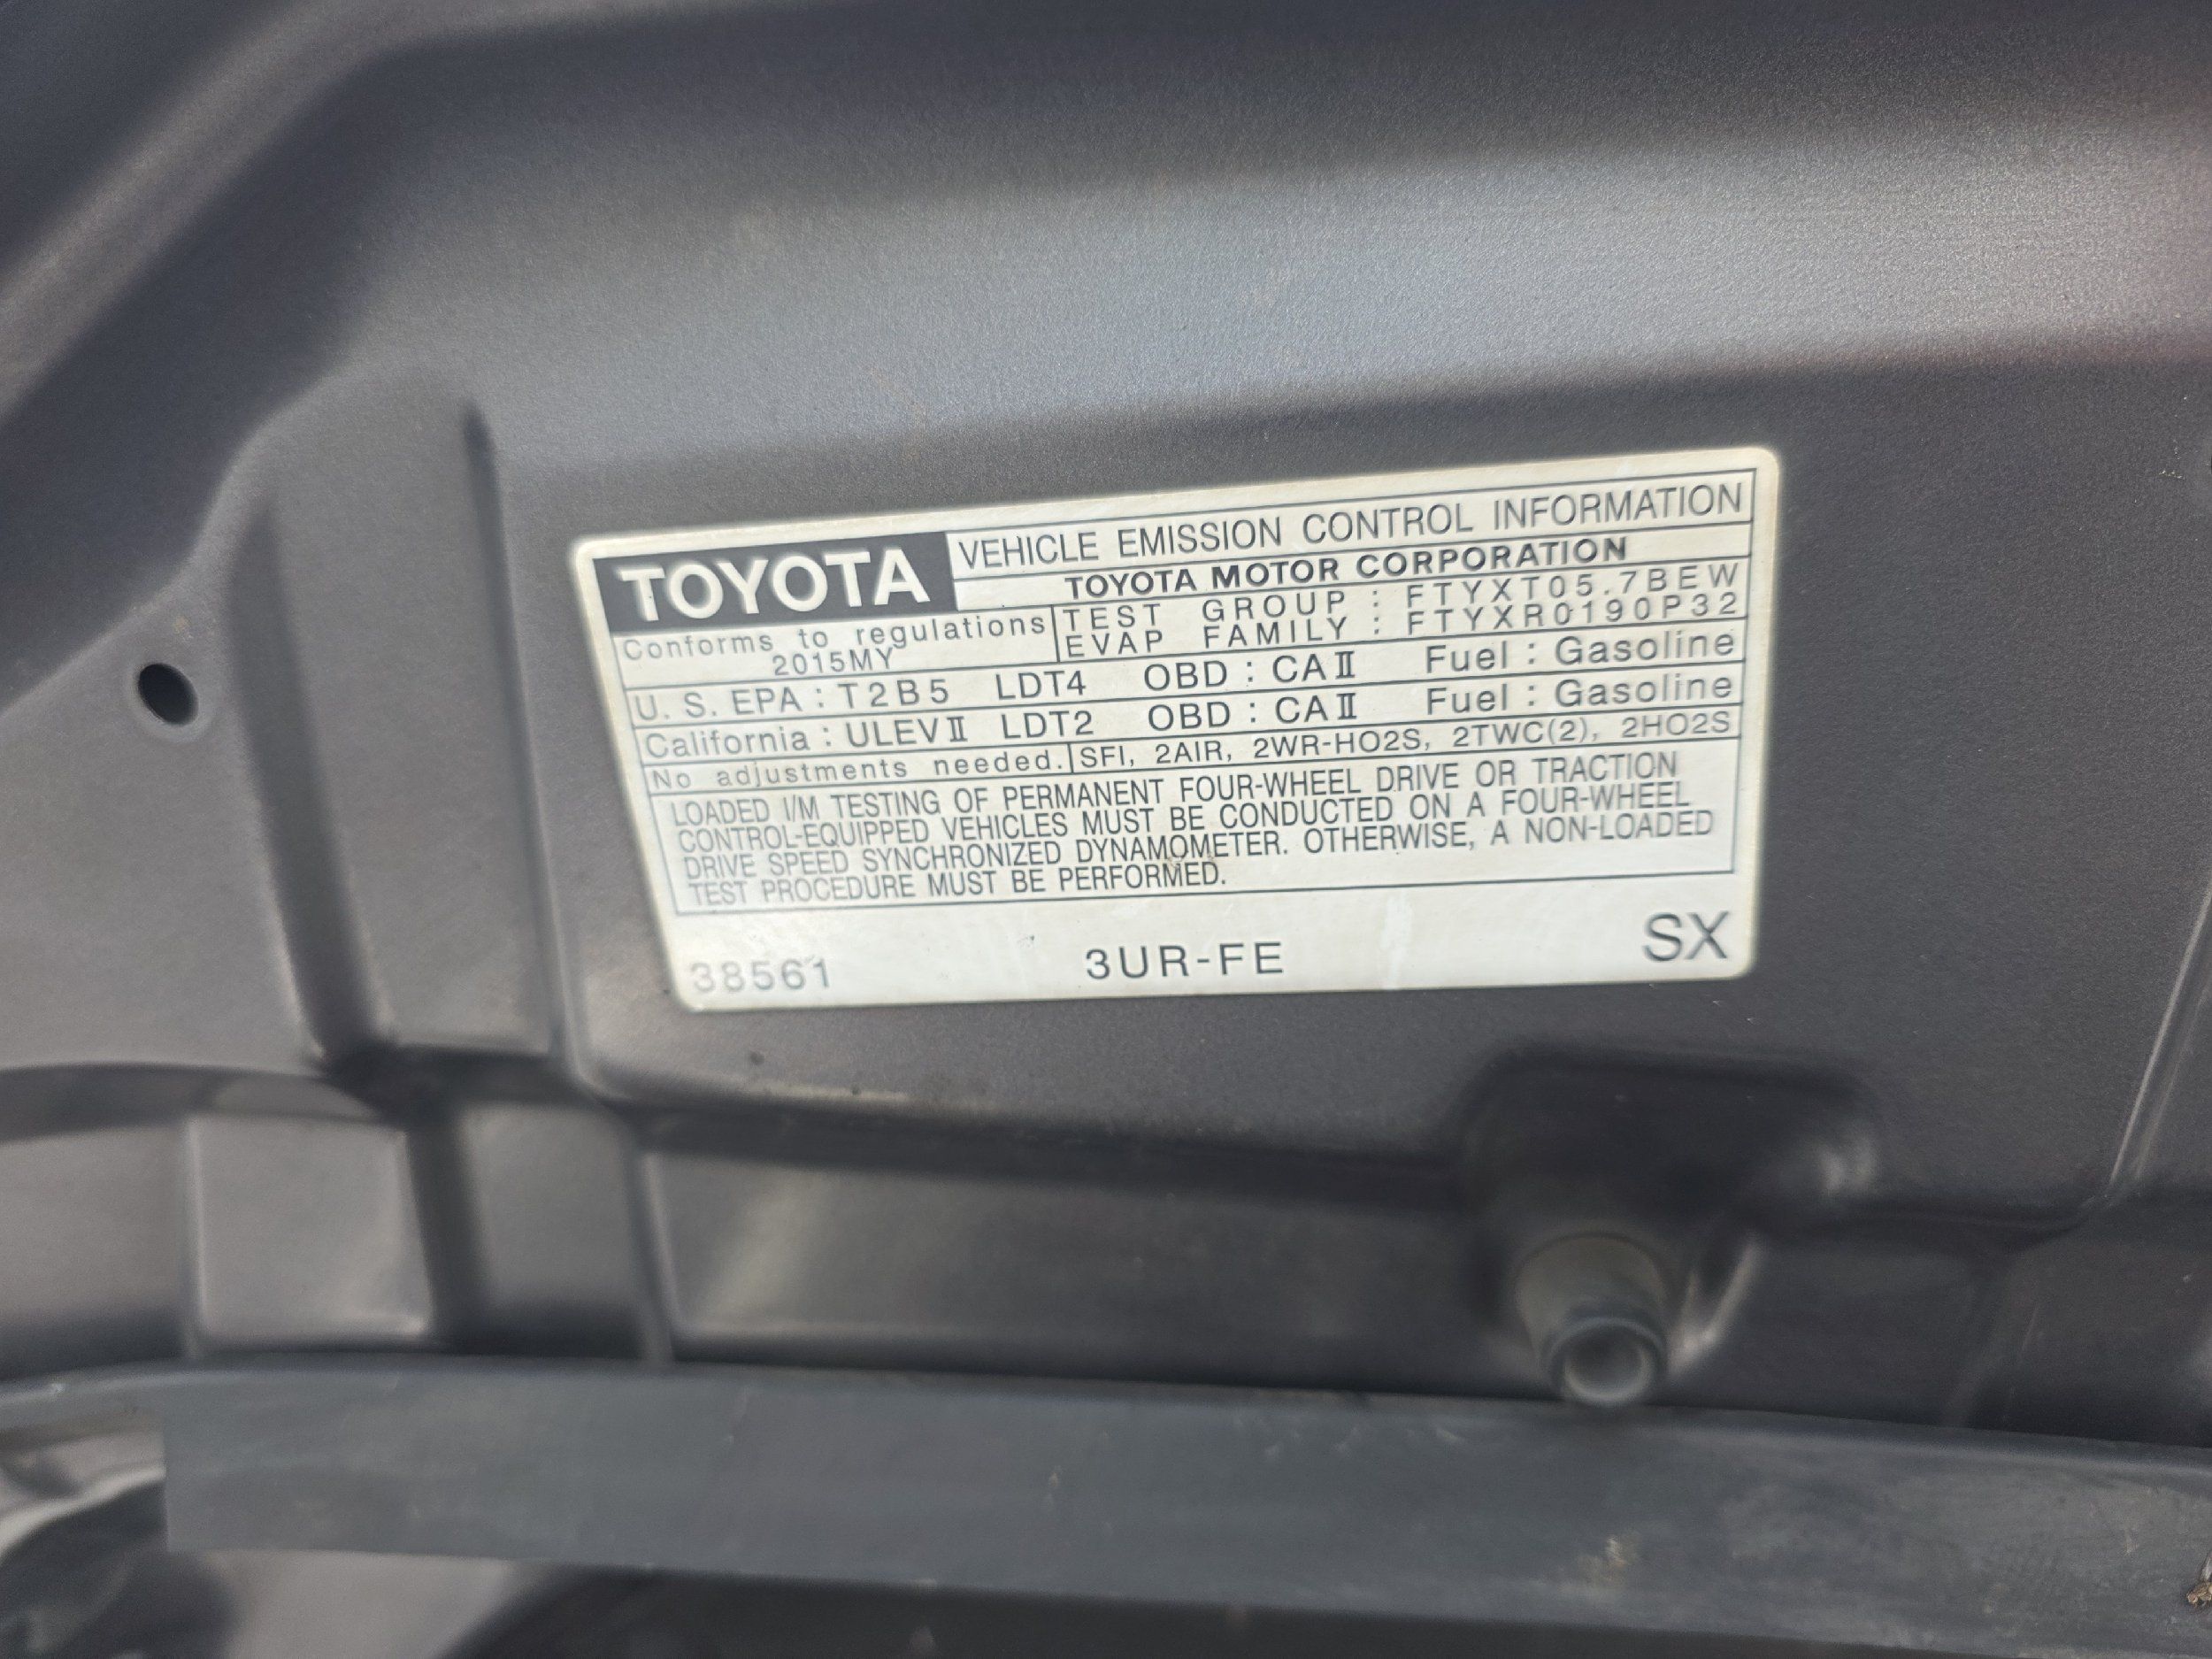 TOYOTA VEHICLE EMISSION CONTROL INFORMATION
TOYOTA MOTOR CORPORATION
Conforms to regulations
2015MY
TEST GROUP : FTYXT05.7BEW
EVAP FAMILY : FTYXR0190P32
U.S. EPA : T2B5 LDT4 OBD : CAⅡ Fuel : Gasoline
California : ULEVⅡ LDT2 OBD : CAⅡ Fuel : Gasoline
No adjustments needed. SFI, 2AIR, 2WR-HO2S, 2TWC(2), 2HO2S
LOADED I/M TESTING OF PERMANENT FOUR-WHEEL DRIVE OR TRACTION
CONTROL-EQUIPPED VEHICLES MUST BE CONDUCTED ON A FOUR-WHEEL
DRIVE SPEED SYNCHRONIZED DYNAMOMETER. OTHERWISE, A NON-LOADED
TEST PROCEDURE MUST BE PERFORMED.
38561 3UR-FE SX